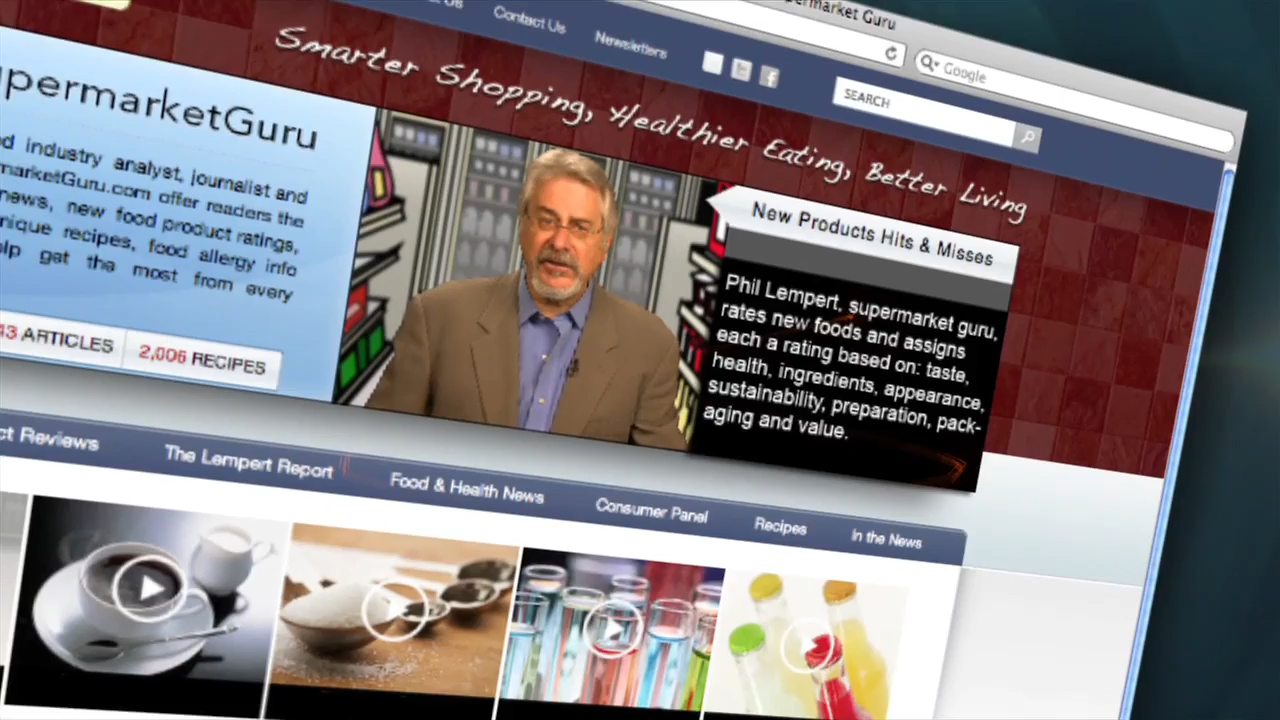 permarket Guru
Us
Contact Us
Newsletters
Google
SEARCH
Smarter Shopping, Healthier Eating, Better Living
permarketGuru
d industry analyst, journalist and
marketGuru.com offer readers the
news, new food product ratings,
nique recipes, food allergy info
lp get the most from every
43 ARTICLES
2,006 RECIPES
New Products Hits & Misses
Phil Lempert, supermarket guru,
rates new foods and assigns
each a rating based on: taste,
health, ingredients, appearance,
sustainability, preparation, pack-
aging and value.
ct Reviews
The Lempert Report
Food & Health News
Consumer Panel
Recipes
In the News